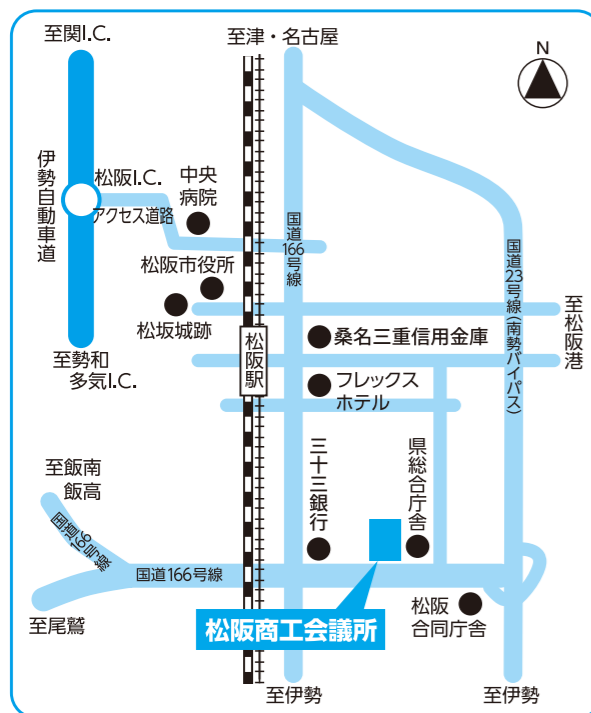 至関I.C.
至津・名古屋
N
伊勢自動車道
松阪I.C.
アクセス道路
中央
病院
国道166号線
松阪市役所
松坂城跡
国道23号線(南勢バイパス)
至松阪港
松阪駅
桑名三重信用金庫
至勢和
多気I.C.
フレックス
ホテル
至飯南
飯高
国道166号線
三十三銀行
県総合庁舎
国道166号線
松阪
合同庁舎
至尾鷲
松阪商工会議所
至伊勢
至伊勢